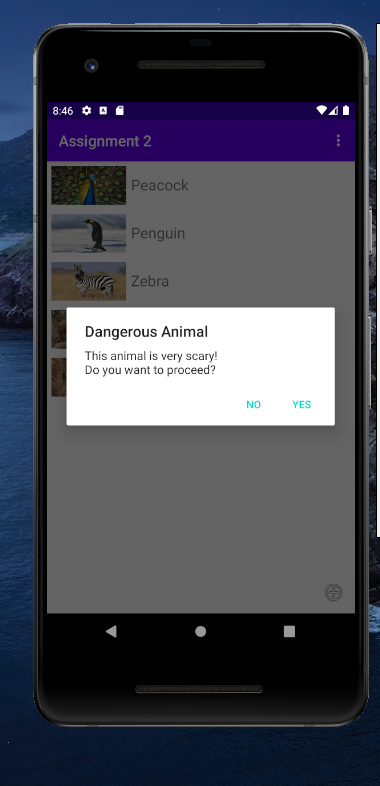 8:46
Assignment 2
Peacock
Penguin
Zebra
Dangerous Animal
This animal is very scary!
Do you want to proceed?
NO YES